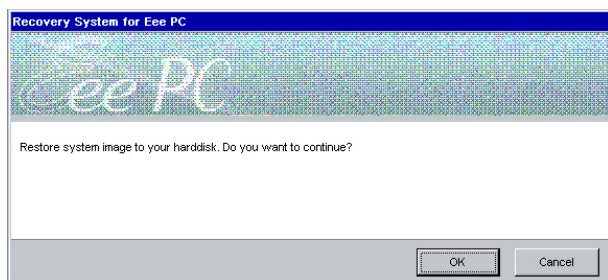 Recovery System for Eee PC
Eee PC
Restore system image to your harddisk. Do you want to continue?
OK
Cancel